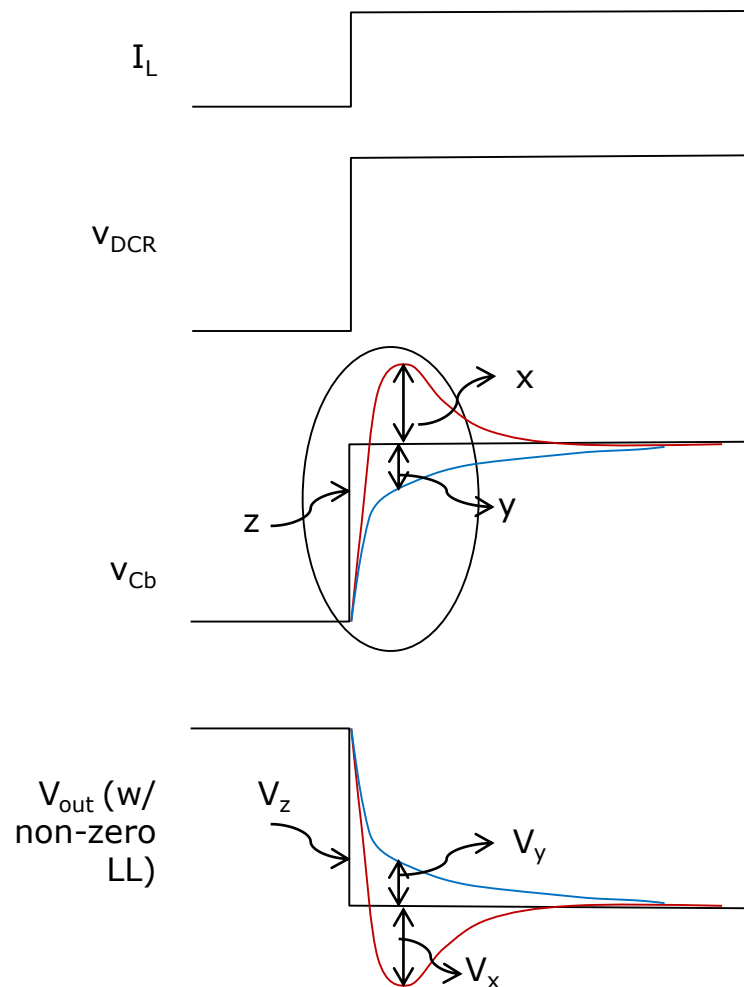 I_L
v_DCR
x
z
y
v_Cb
V_out (w/
non-zero
LL)
V_z
V_y
V_x